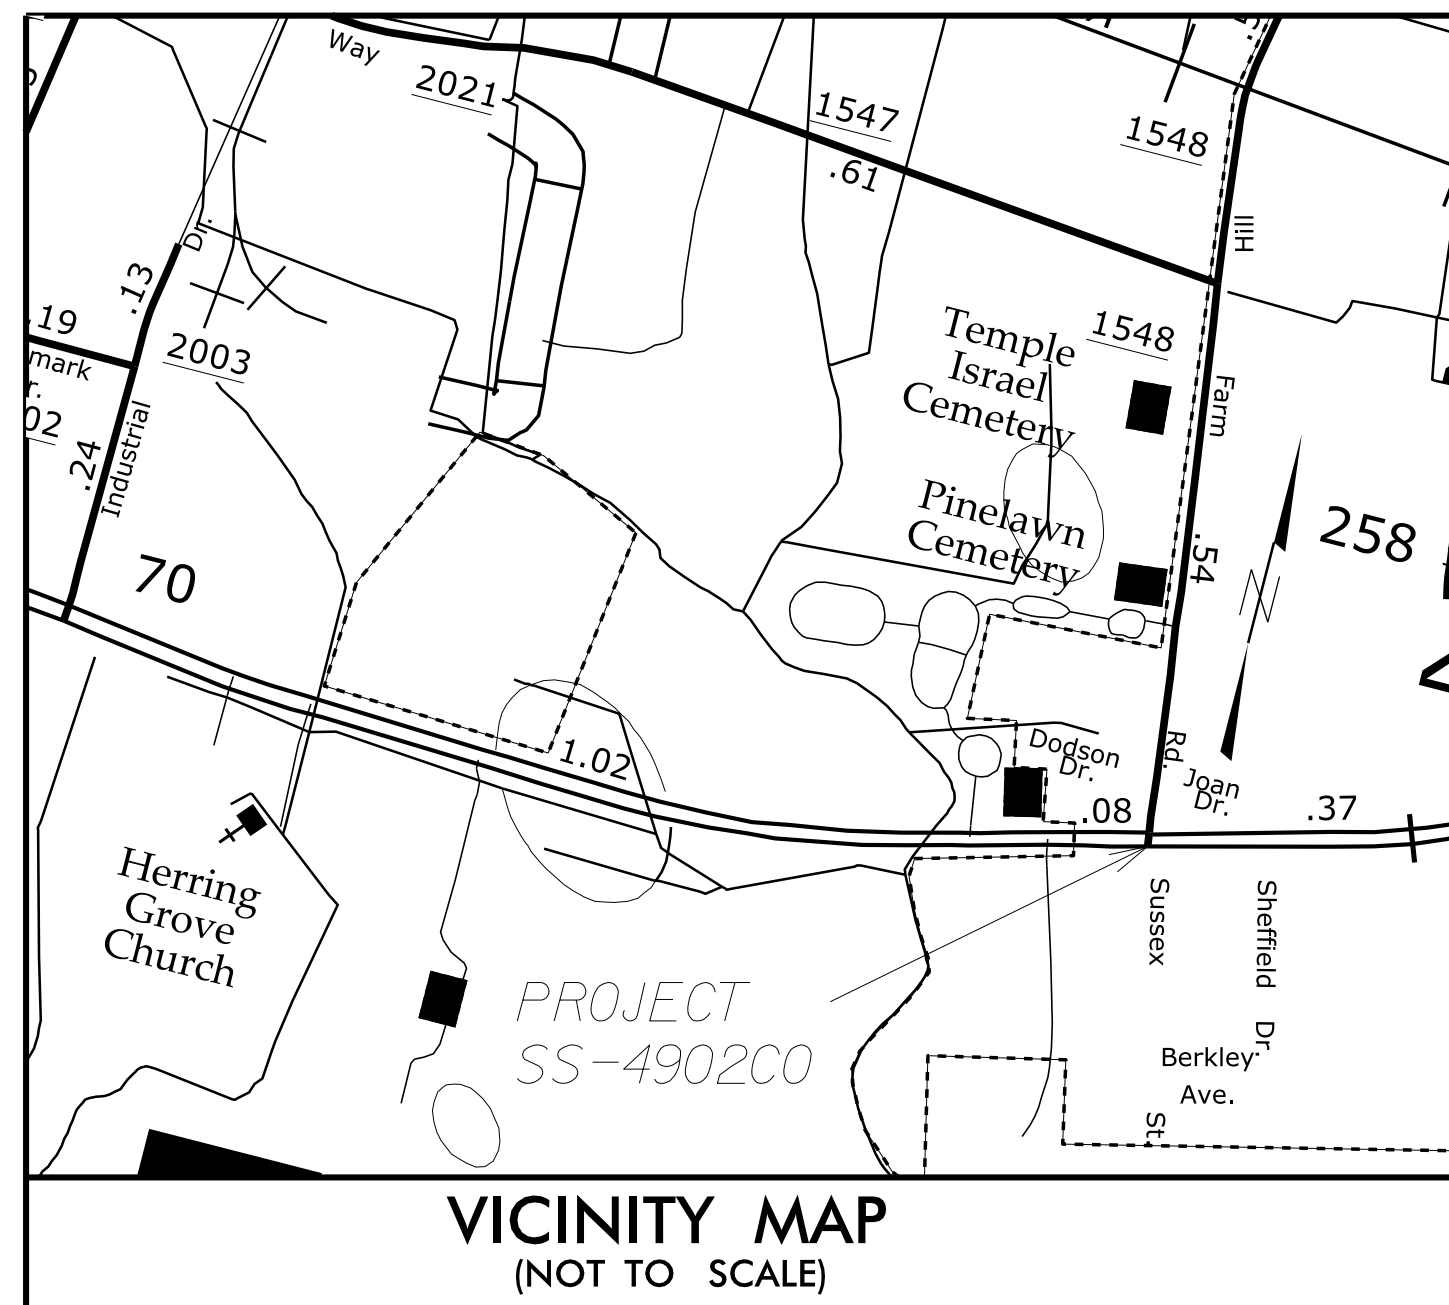 Way
2021
1547
.61
1548
Hill
Dr.
.13
.19
2003
mark
r.
02
.24
Industrial
70
Temple
Israel
Cemetery
1548
Farm
Pinelawn
Cemetery
.54
258
1.02
Dodson
Dr.
Rd.
Joan
Dr.
.08
.37
Herring
Grove
Church
Sussex
Sheffield Dr.
PROJECT
SS-4902CO
Berkley
Ave.
St.
VICINITY MAP
(NOT TO SCALE)